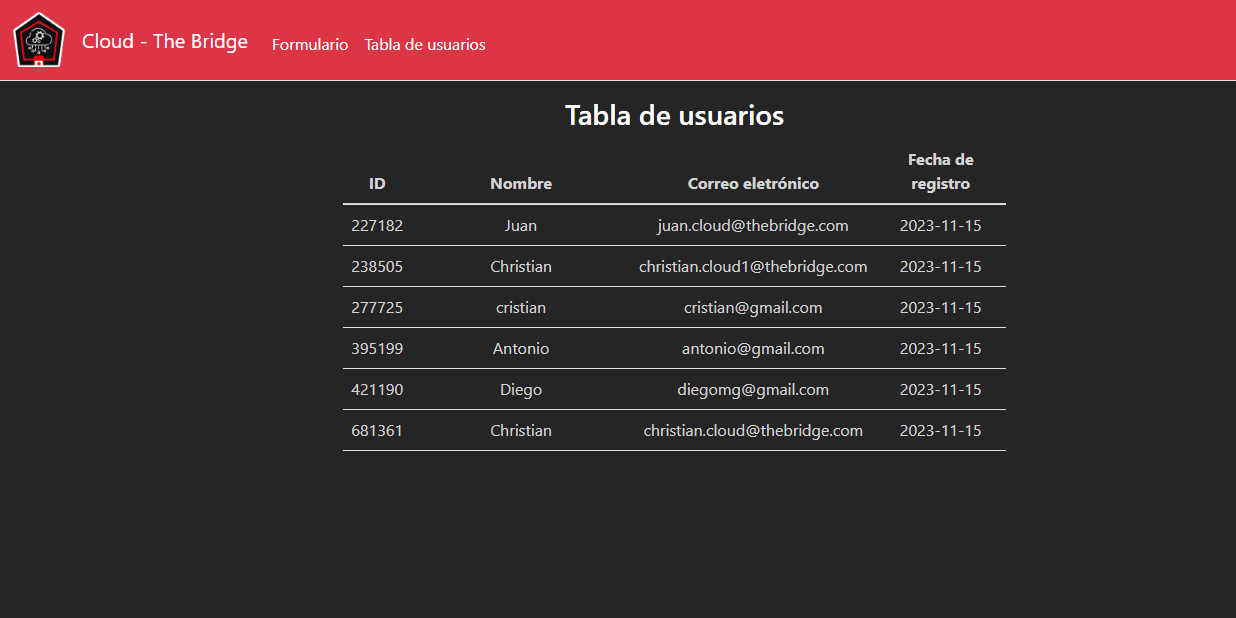 Cloud - The Bridge Formulario Tabla de usuarios
Tabla de usuarios
ID Nombre Correo eletrónico Fecha de registro
227182 Juan juan.cloud@thebridge.com 2023-11-15
238505 Christian christian.cloud1@thebridge.com 2023-11-15
277725 cristian cristian@gmail.com 2023-11-15
395199 Antonio antonio@gmail.com 2023-11-15
421190 Diego diegomg@gmail.com 2023-11-15
681361 Christian christian.cloud@thebridge.com 2023-11-15